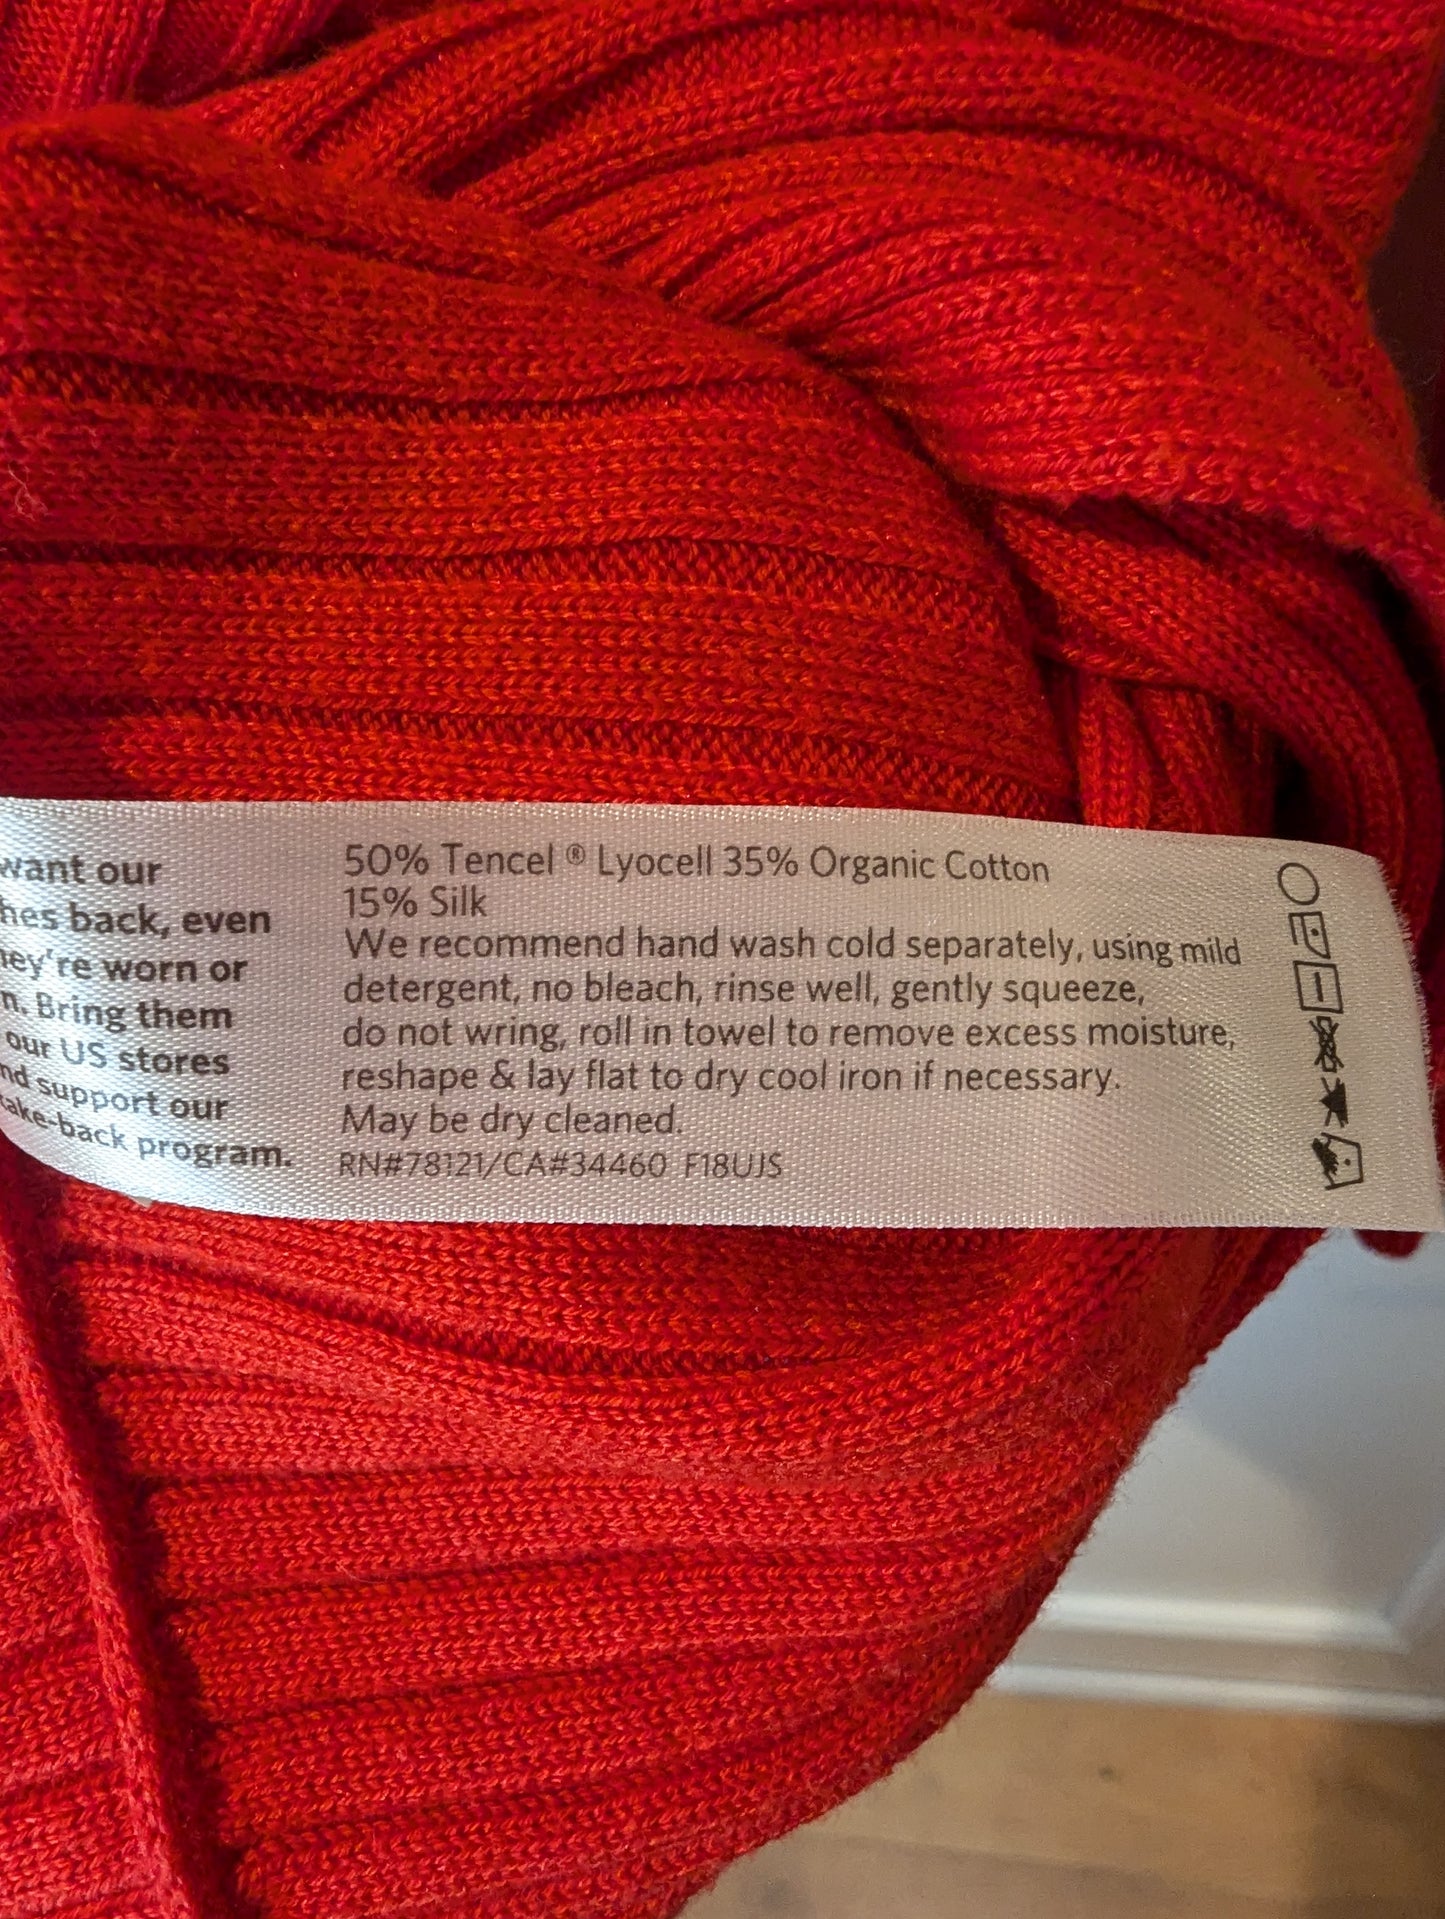 want our
hes back, even
hey're worn or
n. Bring them
our US stores
nd support our
take-back program.
50% Tencel ® Lyocell 35% Organic Cotton
15% Silk
We recommend hand wash cold separately, using mild
detergent, no bleach, rinse well, gently squeeze,
do not wring, roll in towel to remove excess moisture,
reshape & lay flat to dry cool iron if necessary.
May be dry cleaned.
RN#78121/CA#34460 F18UJS